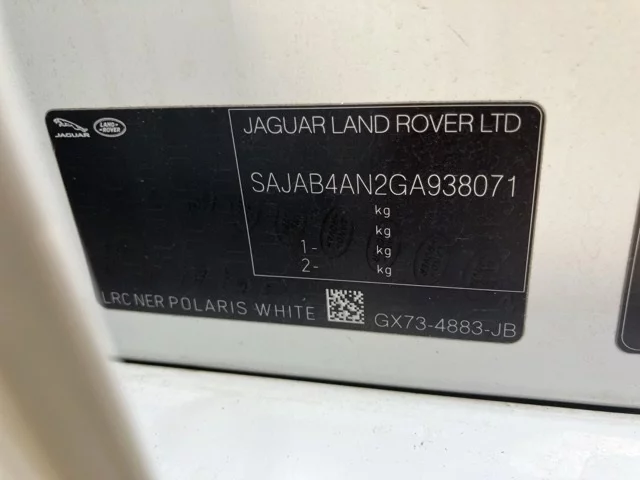 JAGUAR
LAND ROVER
JAGUAR LAND ROVER LTD
SAJAB4AN2GA938071
kg
kg
1- kg
2- kg
LRC NER POLARIS WHITE
GX73-4883-JB